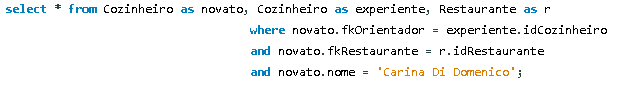 select * from Cozinheiro as novato, Cozinheiro as experiente, Restaurante as r
where novato.fkOrientador = experiente.idCozinheiro
and novato.fkRestaurante = r.idRestaurante
and novato.nome = 'Carina Di Domenico';